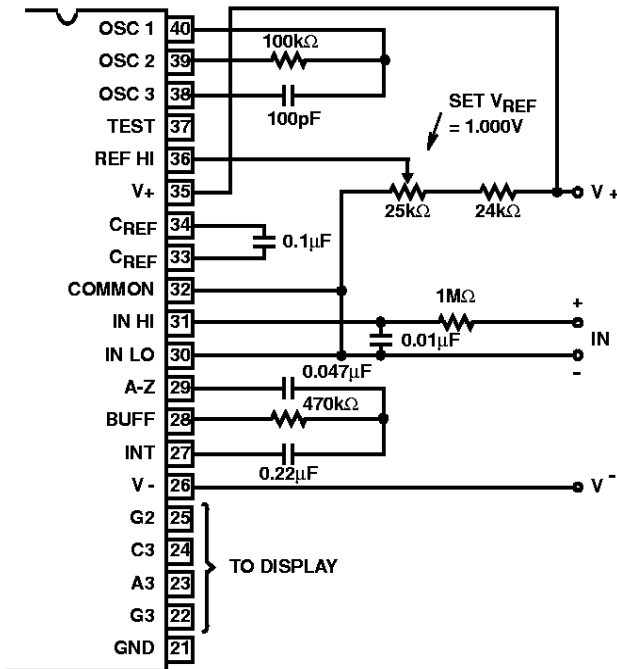 OSC 1 40
100kΩ
OSC 2 39
OSC 3 38
100pF
SET VREF
= 1.000V
TEST 37
REF HI 36
V+ 35
V +
25kΩ 24kΩ
CREF 34
0.1µF
CREF 33
COMMON 32
1MΩ
IN HI 31
+
0.01µF
IN
IN LO 30
-
0.047µF
A-Z 29
470kΩ
BUFF 28
INT 27
0.22µF
V - 26
V -
G2 25
C3 24
TO DISPLAY
A3 23
G3 22
GND 21